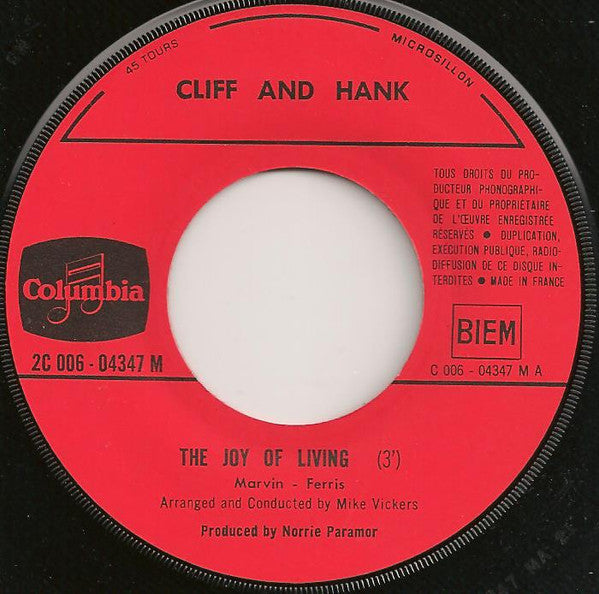 45 TOURS
MICROSILLON
CLIFF AND HANK
TOUS DROITS DU PRO-
DUCTEUR PHONOGRAPHI-
QUE ET DU PROPRIÉTAIRE
DE L'ŒUVRE ENREGISTRÉE
RÉSERVÉS ● DUPLICATION,
EXÉCUTION PUBLIQUE, RADIO-
DIFFUSION DE CE DISQUE IN-
TERDITES ● MADE IN FRANCE
Columbia
BIEM
2C 006 - 04347 M
C 006 - 04347 M A
THE JOY OF LIVING (3')
Marvin - Ferris
Arranged and Conducted by Mike Vickers
Produced by Norrie Paramor